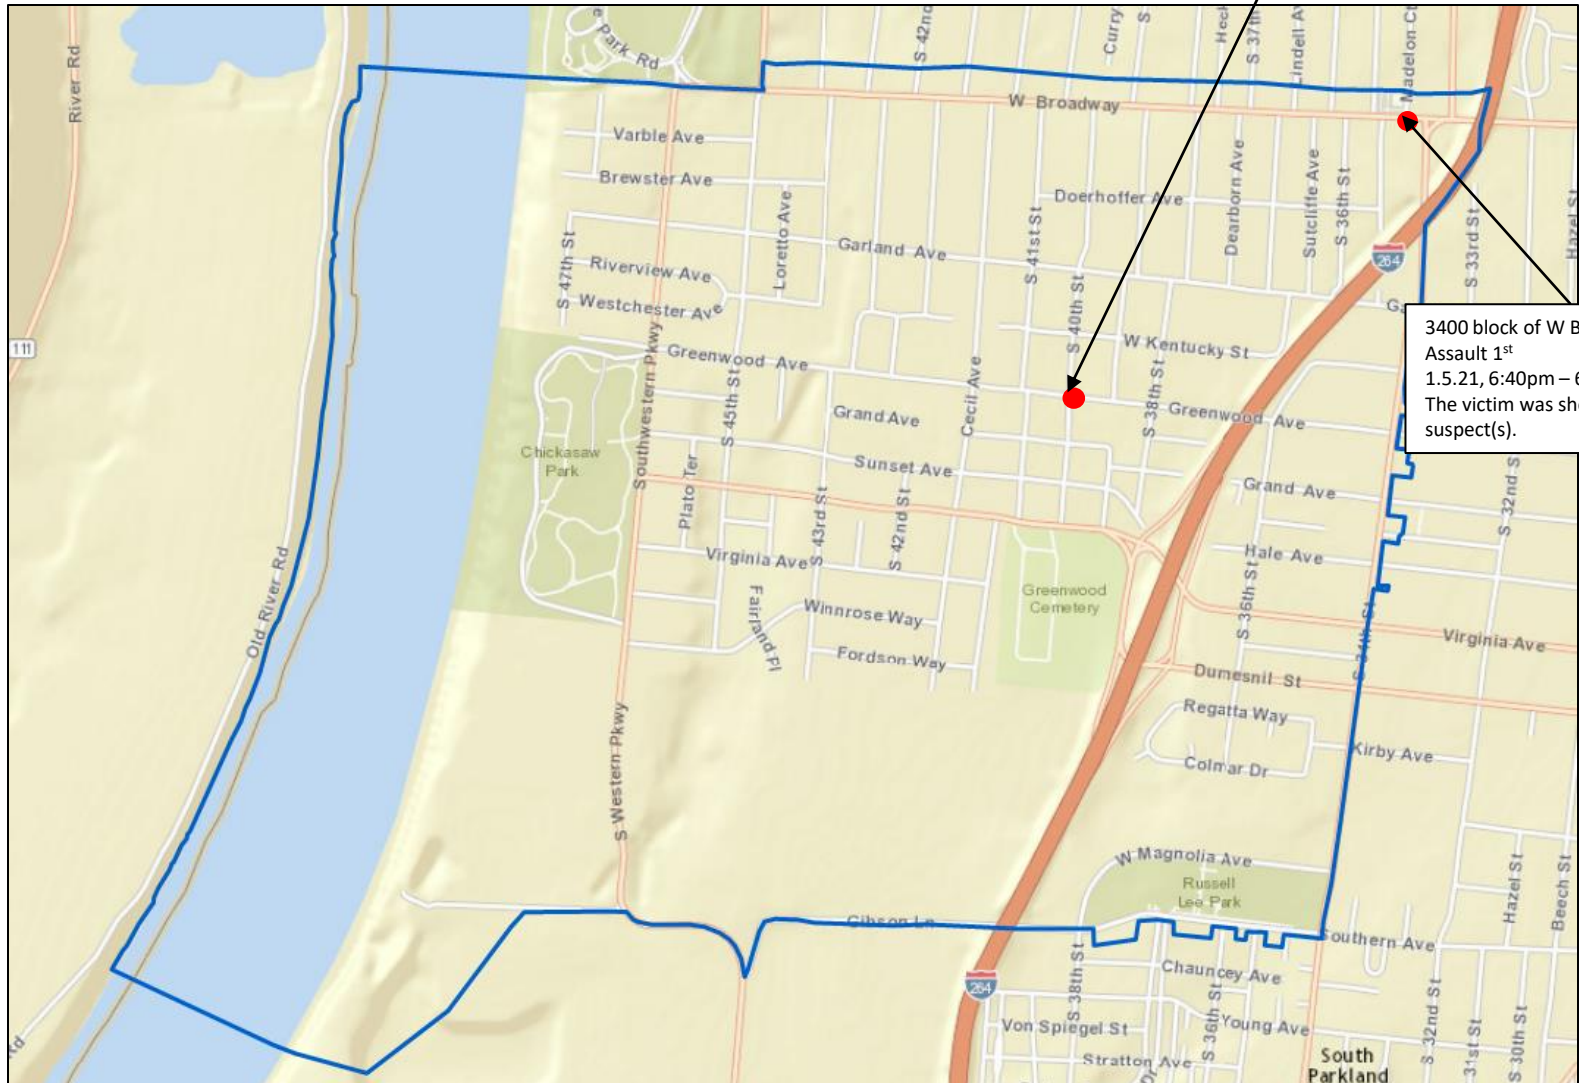 River Rd
e Park Rd
S 42nd
Curry
S
Heck
S 37th
Lindell Av
Madelon Ct
W Broadway
Varble Ave
Brewster Ave
Loretto Ave
Doerhoffer Ave
Dearborn Ave
Sutcliffe Ave
S 36th St
S 33rd St
Hazel St
Garland Ave
S 41st St
264
S 47th St
Riverview Ave
Westchester Ave
S 40th St
Ga
3400 block of W B
Assault 1st
1.5.21, 6:40pm – 6
The victim was sho
suspect(s).
111
W Kentucky St
Greenwood Ave
Southwestern Pkwy
S 45th St
Cecil Ave
S 38th St
Greenwood Ave
Grand Ave
Chickasaw
Park
Sunset Ave
Plato Ter
S 43rd St
S 42nd St
Grand Ave
S 32nd S
Virginia Ave
Hale Ave
Old River Rd
Fairland Pl
Winnrose Way
Greenwood
Cemetery
S 36th St
S 34th St
Virginia Ave
Fordson Way
Dumesnil St
Regatta Way
S Western Pkwy
Kirby Ave
Colmar Dr
W Magnolia Ave
Russell
Lee Park
Hazel St
Beech St
Gibson Ln
Southern Ave
264
S 38th St
Chauncey Ave
S 36th St
Rd
Von Spiegel St
Young Ave
S 32nd St
31st St
S 30th St
Stratton Ave
Dr
South
Parkland